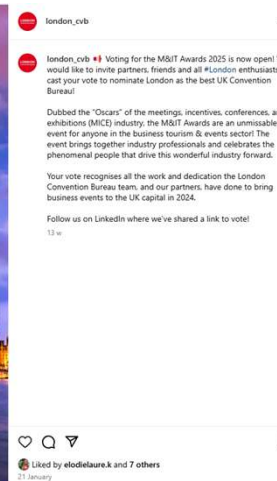 london_cvb
london_cvb 📢 Voting for the M&IT Awards 2025 is now open!
would like to invite partners, friends and all #London enthusiasts
cast your vote to nominate London as the best UK Convention
Bureau!
Dubbed the "Oscars" of the meetings, incentives, conferences,
exhibitions (MICE) industry, the M&IT Awards are an unmissable
event for anyone in the business tourism & events sector! The
event brings together industry professionals and celebrates the
phenomenal people that drive this wonderful industry forward.
Your vote recognises all the work and dedication the London
Convention Bureau team, and our partners, have done to bring
business events to the UK capital in 2024.
Follow us on LinkedIn where we've shared a link to vote!
13 w
Liked by elodielaure.k and 7 others
21 January